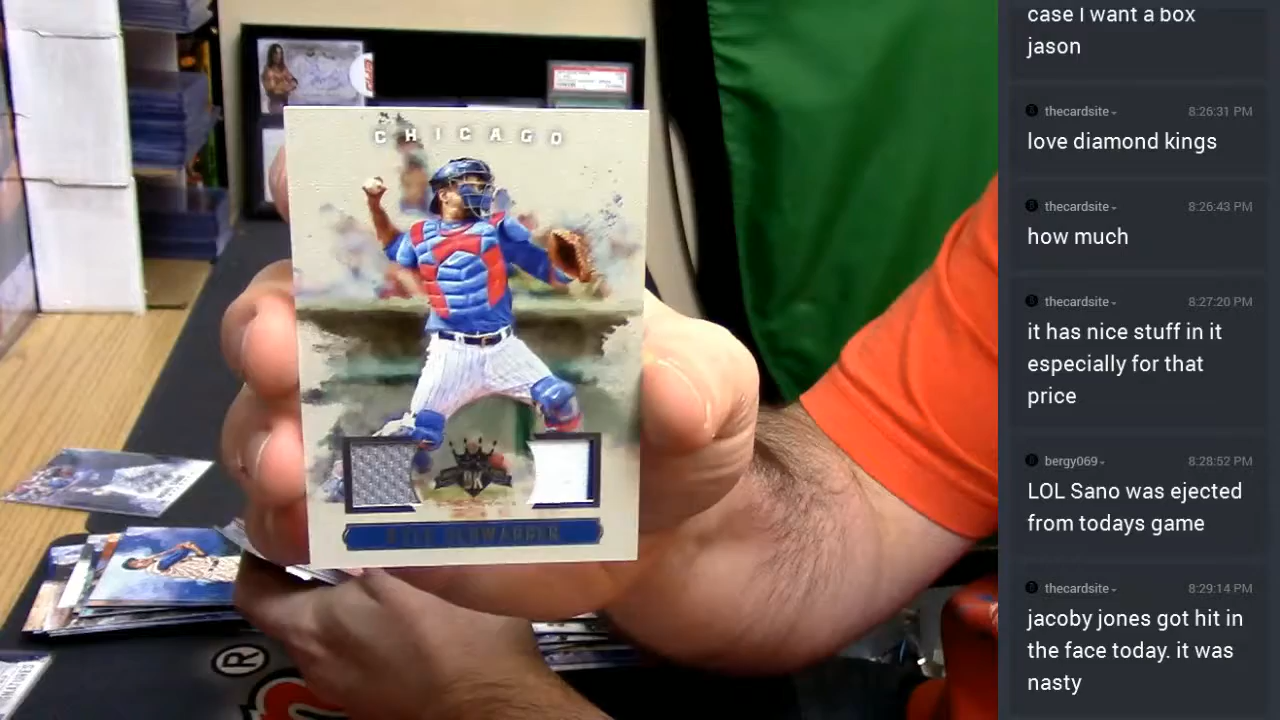 CHICAGO
DK
KYLE SCHWARBER
®
case I want a box
jason
thecardsite
8:26:31 PM
love diamond kings
thecardsite
8:26:43 PM
how much
thecardsite
8:27:20 PM
it has nice stuff in it
especially for that
price
bergy069
8:28:52 PM
LOL Sano was ejected
from todays game
thecardsite
8:29:14 PM
jacoby jones got hit in
the face today. it was
nasty